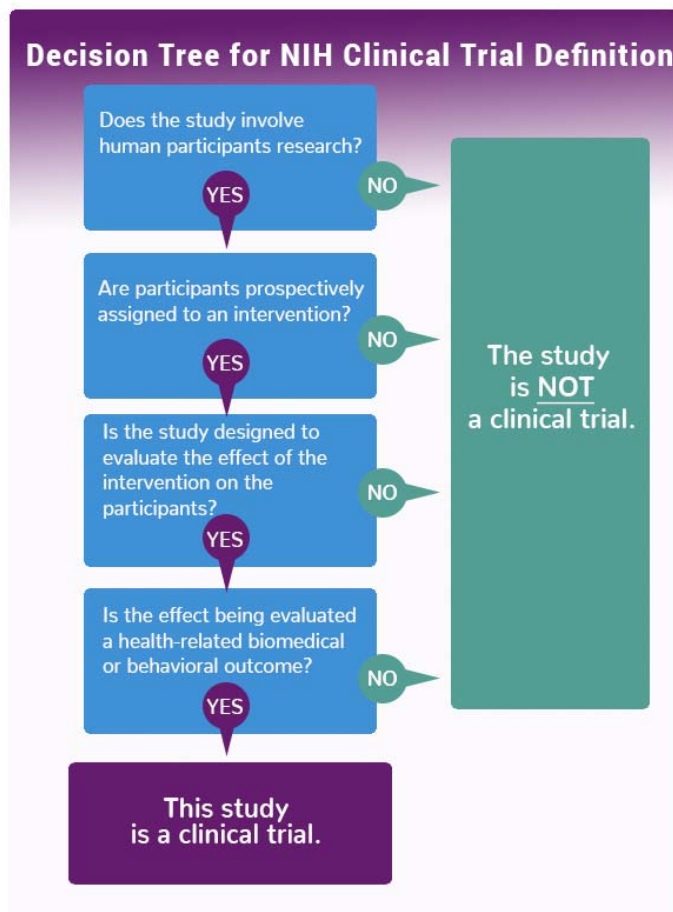 Decision Tree for NIH Clinical Trial Definition
Does the study involve
human participants research?
NO
YES
Are participants prospectively
assigned to an intervention?
NO
YES
Is the study designed to
evaluate the effect of the
intervention on the
participants?
NO
YES
Is the effect being evaluated
a health-related biomedical
or behavioral outcome?
NO
YES
The study
is NOT
a clinical trial.
This study
is a clinical trial.